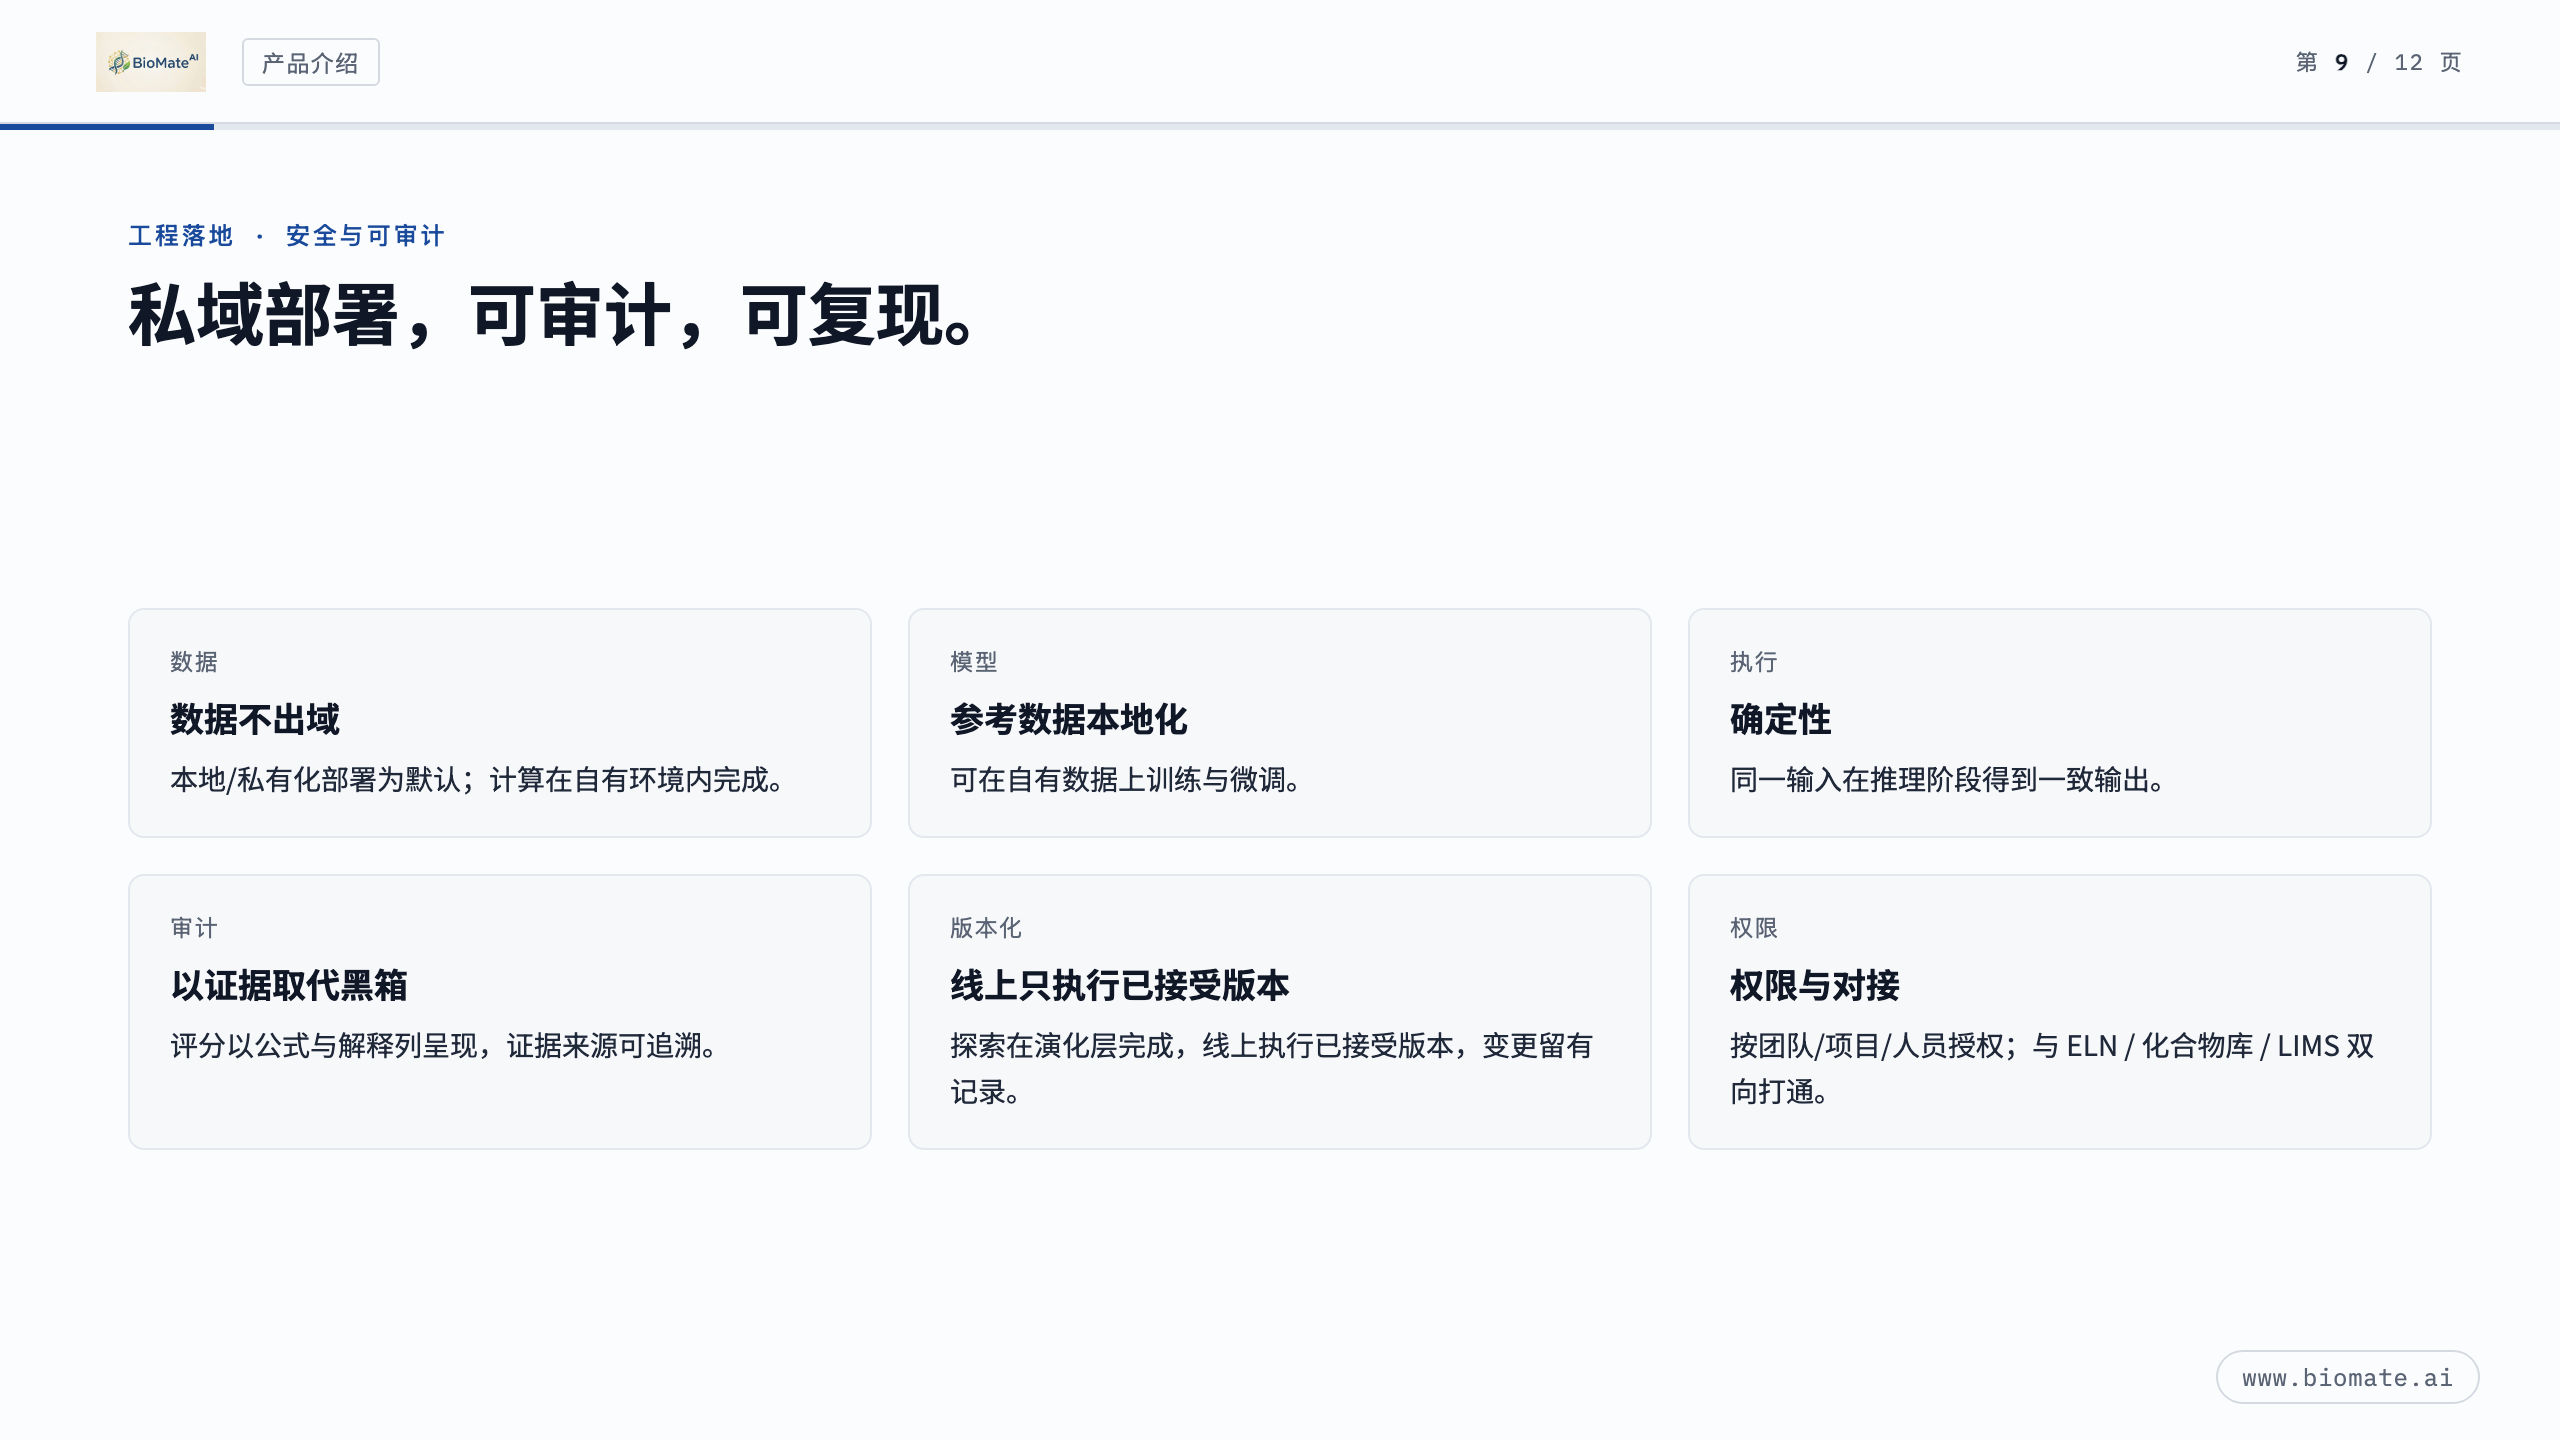 BioMate AI
产品介绍
第 9 / 12 页
工程落地 · 安全与可审计
私域部署，可审计，可复现。
数据
数据不出域
本地/私有化部署为默认；计算在自有环境内完成。
模型
参考数据本地化
可在自有数据上训练与微调。
执行
确定性
同一输入在推理阶段得到一致输出。
审计
以证据取代黑箱
评分以公式与解释列呈现，证据来源可追溯。
版本化
线上只执行已接受版本
探索在演化层完成，线上执行已接受版本，变更留有
记录。
权限
权限与对接
按团队/项目/人员授权；与 ELN / 化合物库 / LIMS 双
向打通。
www.biomate.ai